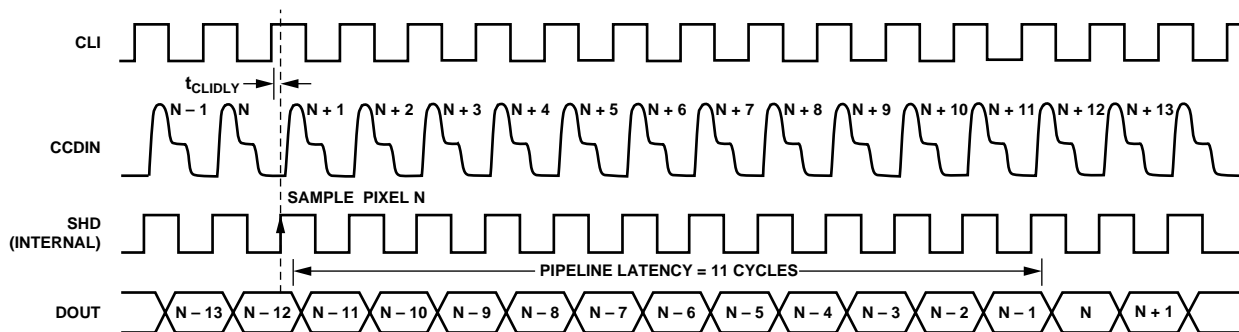 CLI
tCLIDLY
N – 1 N N + 1 N + 2 N + 3 N + 4 N + 5 N + 6 N + 7 N + 8 N + 9 N + 10 N + 11 N + 12 N + 13
CCDIN
SAMPLE PIXEL N
SHD
(INTERNAL)
PIPELINE LATENCY = 11 CYCLES
DOUT N – 13 N – 12 N – 11 N – 10 N – 9 N – 8 N – 7 N – 6 N – 5 N – 4 N – 3 N – 2 N – 1 N N + 1